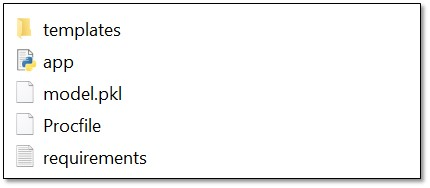 templates
app
model.pkl
Procfile
requirements